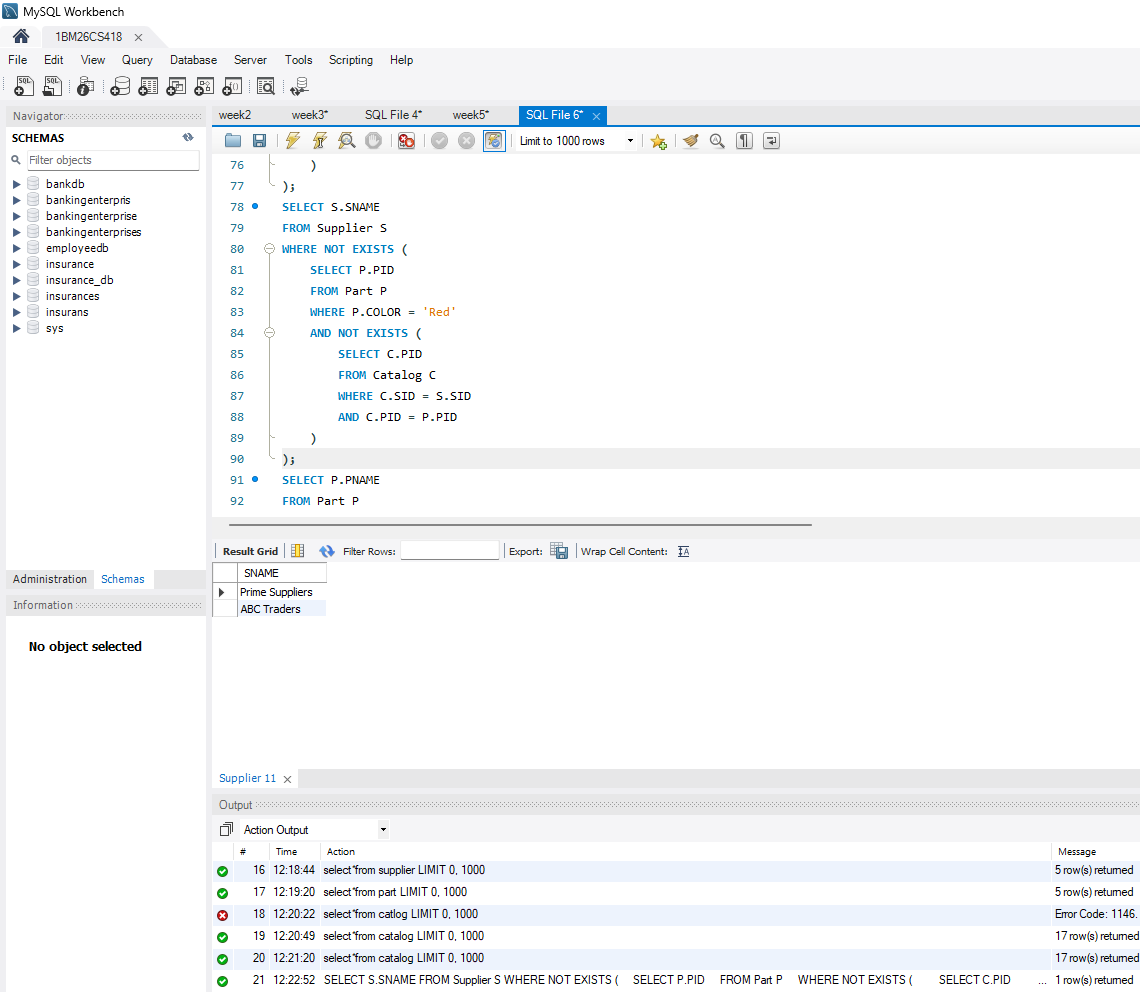 MySQL Workbench
1BM26CS418
File Edit View Query Database Server Tools Scripting Help
Navigator
SCHEMAS
Filter objects
bankdb
bankingenterpris
bankingenterprise
bankingenterprises
employeedb
insurance
insurance_db
insurances
insurans
sys
Administration Schemas
Information
No object selected
week2 week3* SQL File 4* week5* SQL File 6*
Limit to 1000 rows
76 )
77 );
78 SELECT S.SNAME
79 FROM Supplier S
80 WHERE NOT EXISTS (
81 SELECT P.PID
82 FROM Part P
83 WHERE P.COLOR = 'Red'
84 AND NOT EXISTS (
85 SELECT C.PID
86 FROM Catalog C
87 WHERE C.SID = S.SID
88 AND C.PID = P.PID
89 )
90 );
91 SELECT P.PNAME
92 FROM Part P
Result Grid Filter Rows: Export: Wrap Cell Content:
SNAME
Prime Suppliers
ABC Traders
Supplier 11
Output
Action Output
# Time Action Message
16 12:18:44 select*from supplier LIMIT 0, 1000 5 row(s) returned
17 12:19:20 select*from part LIMIT 0, 1000 5 row(s) returned
18 12:20:22 select*from catlog LIMIT 0, 1000 Error Code: 1146.
19 12:20:49 select*from catalog LIMIT 0, 1000 17 row(s) returned
20 12:21:20 select*from catalog LIMIT 0, 1000 17 row(s) returned
21 12:22:52 SELECT S.SNAME FROM Supplier S WHERE NOT EXISTS ( SELECT P.PID FROM Part P WHERE NOT EXISTS ( SELECT C.PID ... 1 row(s) returned